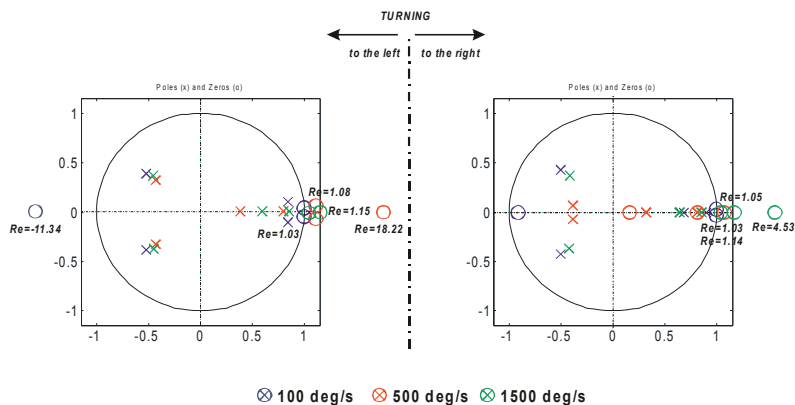 TURNING
to the left to the right
Poles (x) and Zeros (o)
Poles (x) and Zeros (o)
1
0.5
0
-0.5
-1
-1 -0.5 0 0.5 1
Re=-11.34
Re=1.08
Re=1.15
Re=1.03
Re=18.22
1
0.5
0
-0.5
-1
-1 -0.5 0 0.5 1
Re=1.05
Re=1.03
Re=1.14
Re=4.53
100 deg/s 500 deg/s 1500 deg/s